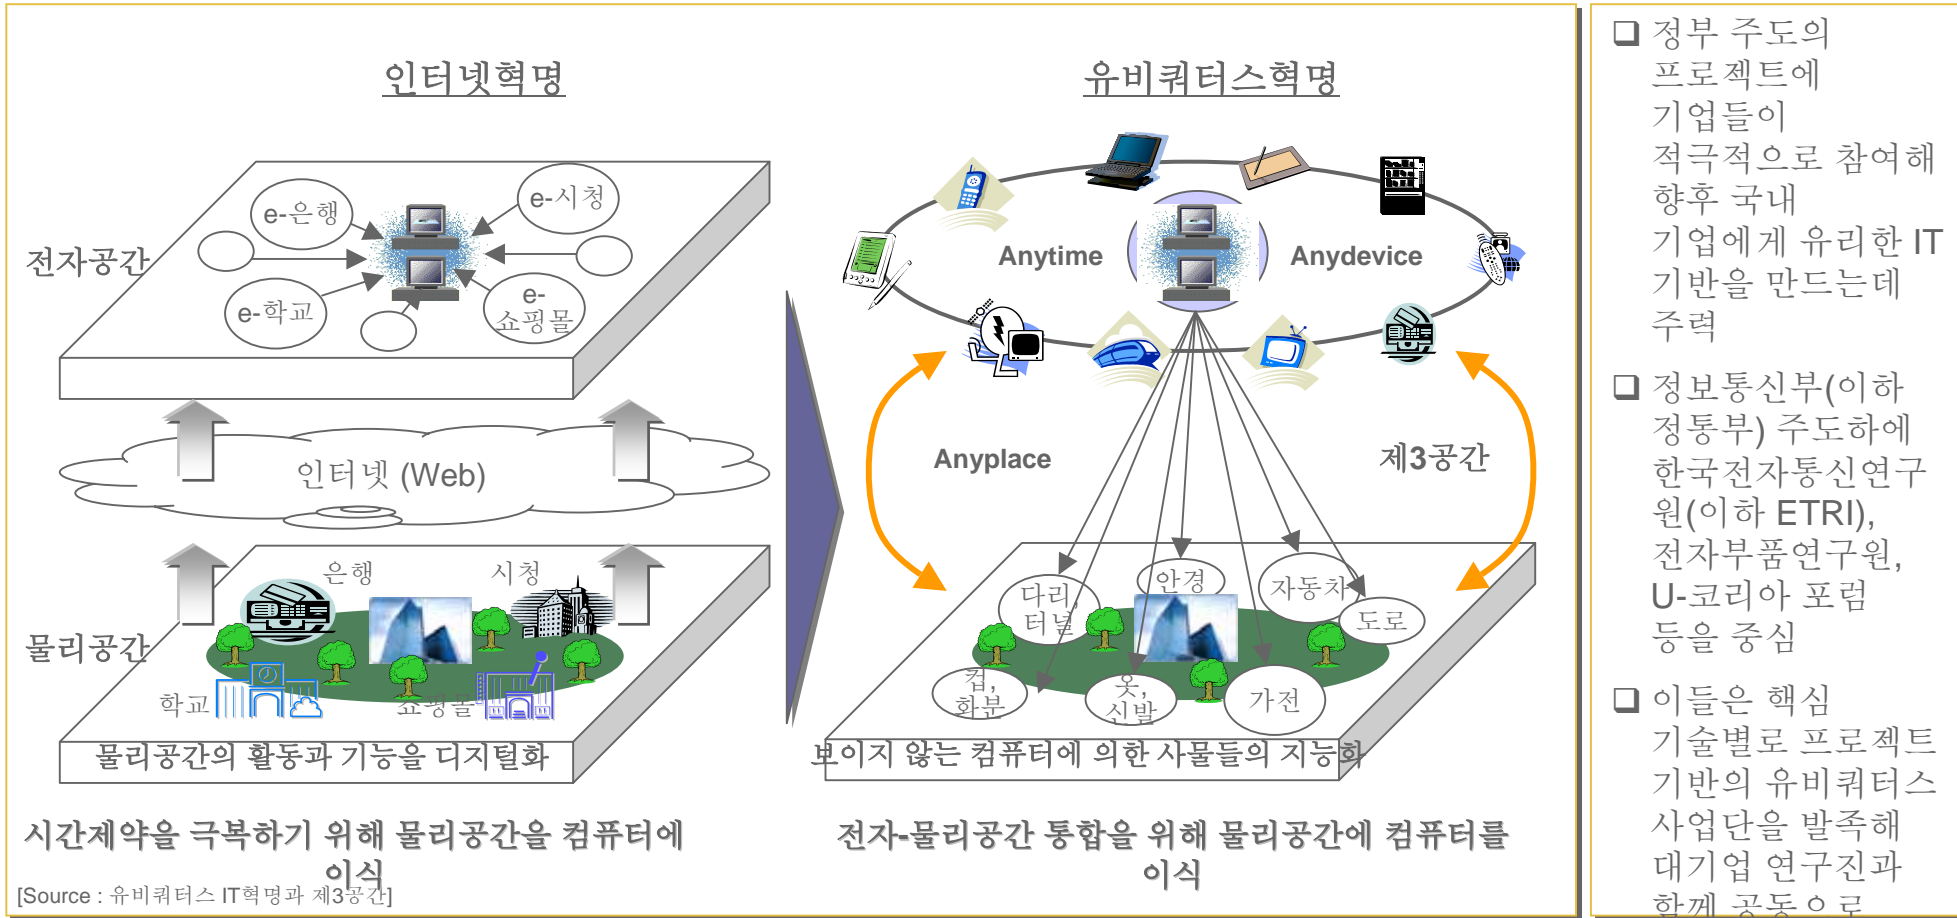 인터넷혁명
e-은행
e-시청
전자공간
e-학교
e-
쇼핑몰
인터넷 (Web)
은행
시청
물리공간
학교
쇼핑몰
물리공간의 활동과 기능을 디지털화
시간제약을 극복하기 위해 물리공간을 컴퓨터에
이식
[Source : 유비쿼터스 IT혁명과 제3공간]
유비쿼터스혁명
Anytime
Anydevice
Anyplace
제3공간
다리,
터널
안경
자동차
도로
컵,
화분
옷,
신발
가전
보이지 않는 컴퓨터에 의한 사물들의 지능화
전자-물리공간 통합을 위해 물리공간에 컴퓨터를
이식
❑ 정부 주도의
프로젝트에
기업들이
적극적으로 참여해
향후 국내
기업에게 유리한 IT
기반을 만드는데
주력
❑ 정보통신부(이하
정통부) 주도하에
한국전자통신연구
원(이하 ETRI),
전자부품연구원,
U-코리아 포럼
등을 중심
❑ 이들은 핵심
기술별로 프로젝트
기반의 유비쿼터스
사업단을 발족해
대기업 연구진과
함께 공동으로